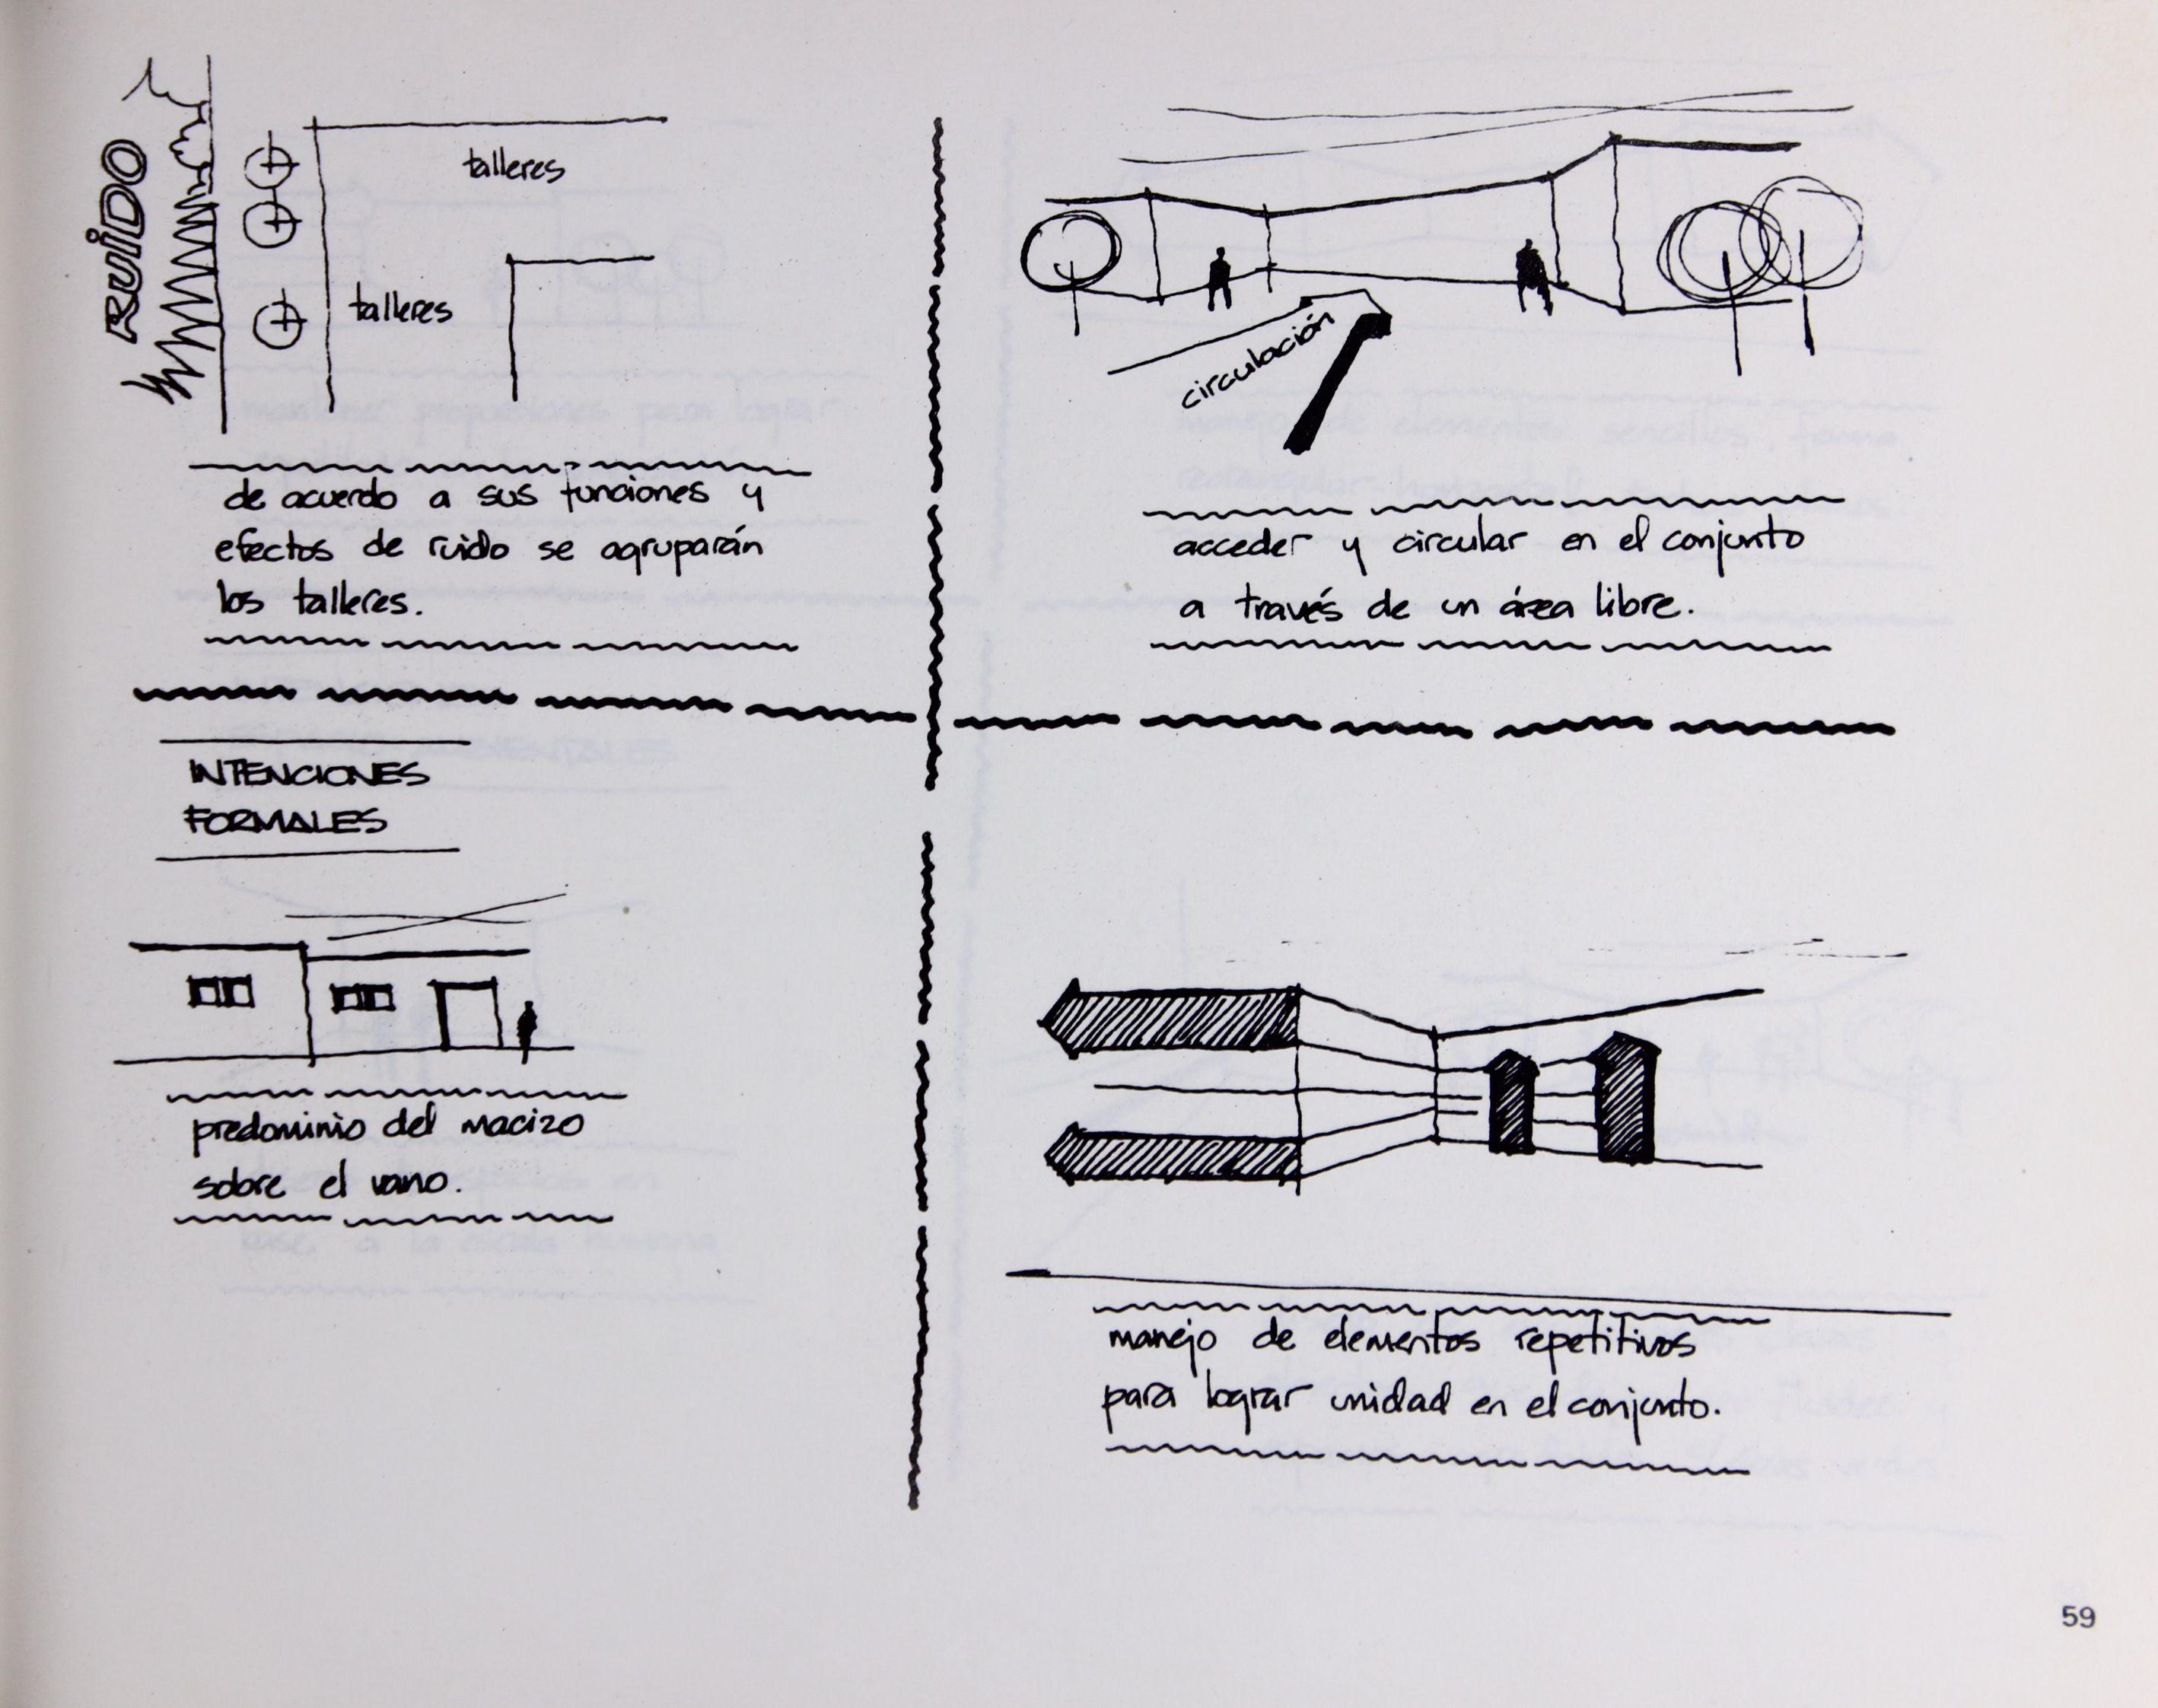 RUIDO
talleres
talleres
de acuerdo a sus funciones y
efectos de ruido se agruparán
los talleres.
circulación
acceder y circular en el conjunto
a través de un área libre.
INTENCIONES
FORMALES
predominio del macizo
sobre el vano.
manejo de elementos repetitivos
para lograr unidad en el conjunto.
59